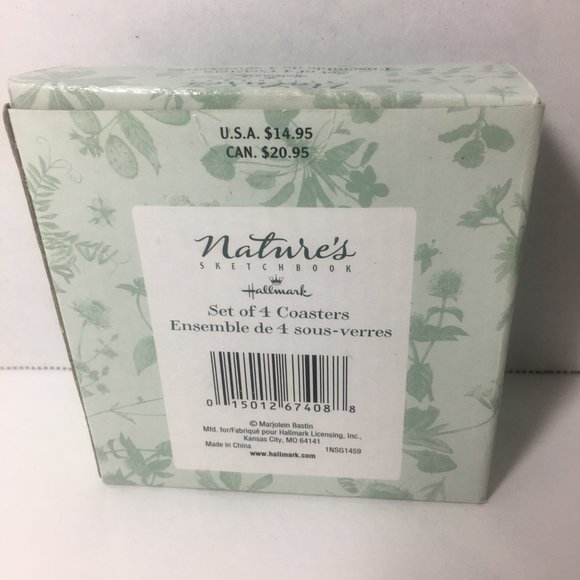 U.S.A. $14.95
CAN. $20.95
Nature's
SKETCHBOOK
Hallmark
Set of 4 Coasters
Ensemble de 4 sous-verres
0 15012 67408 8
© Marjolein Bastin
Mfd. for/Fabriqué pour Hallmark Licensing, Inc.,
Kansas City, MO 64141
Made in China 1NSG1459
www.hallmark.com